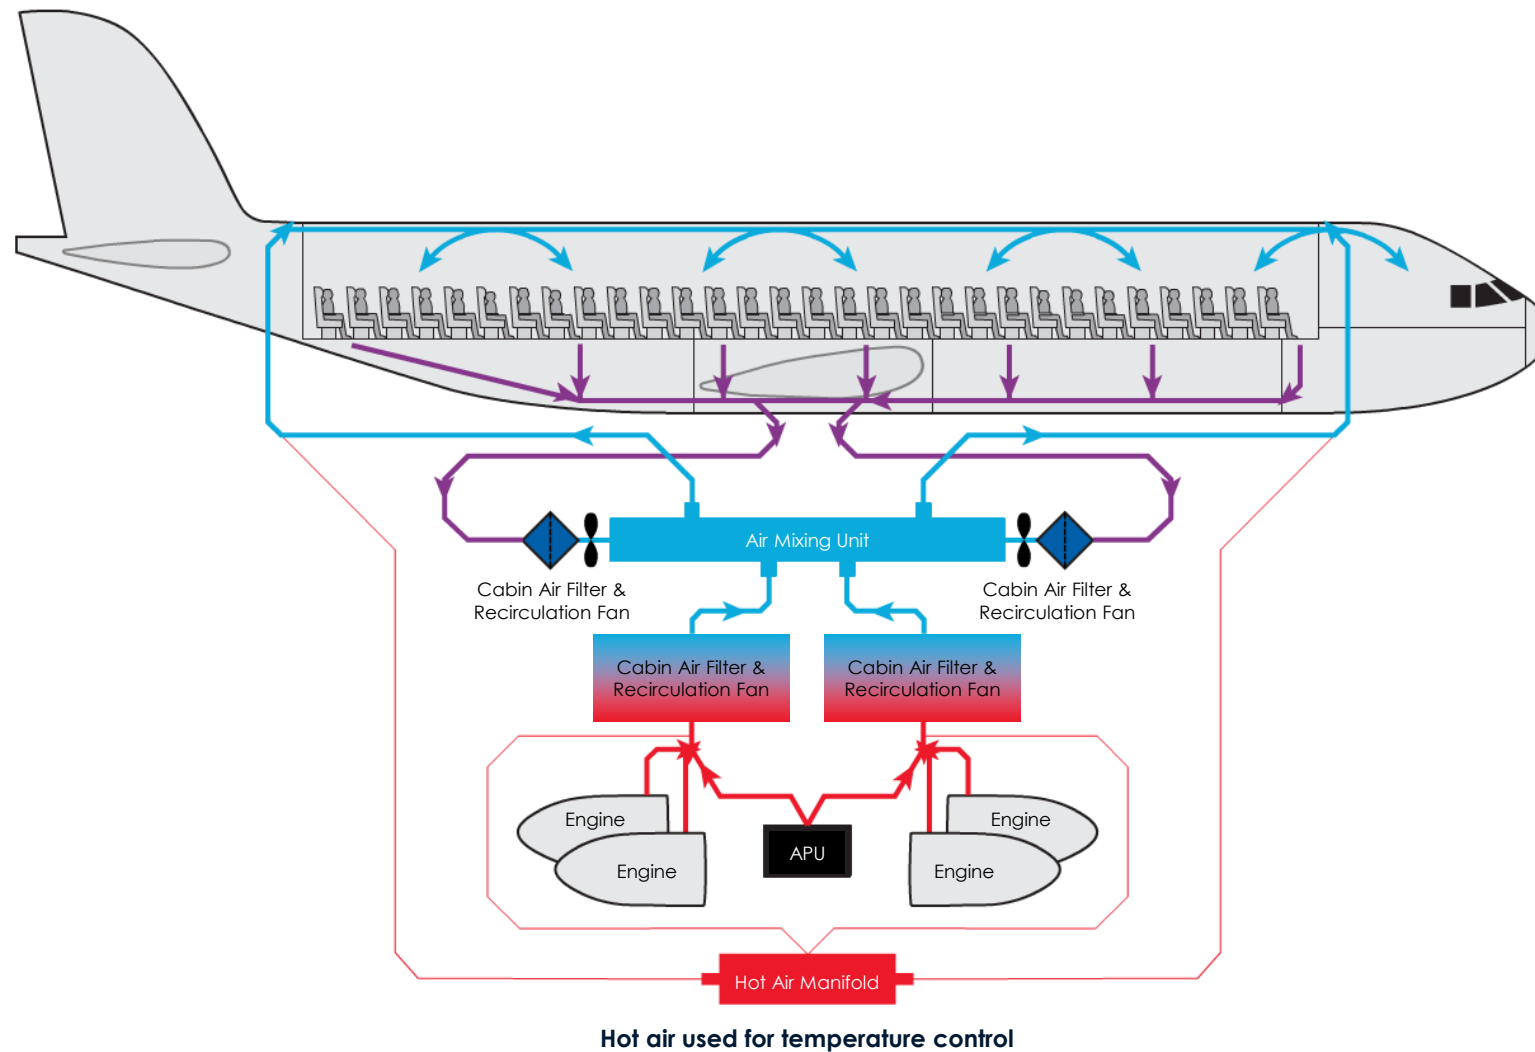 Air Mixing Unit
Cabin Air Filter &
Recirculation Fan
Cabin Air Filter &
Recirculation Fan
Cabin Air Filter &
Recirculation Fan
Cabin Air Filter &
Recirculation Fan
Engine
Engine
APU
Engine
Engine
Hot Air Manifold
Hot air used for temperature control